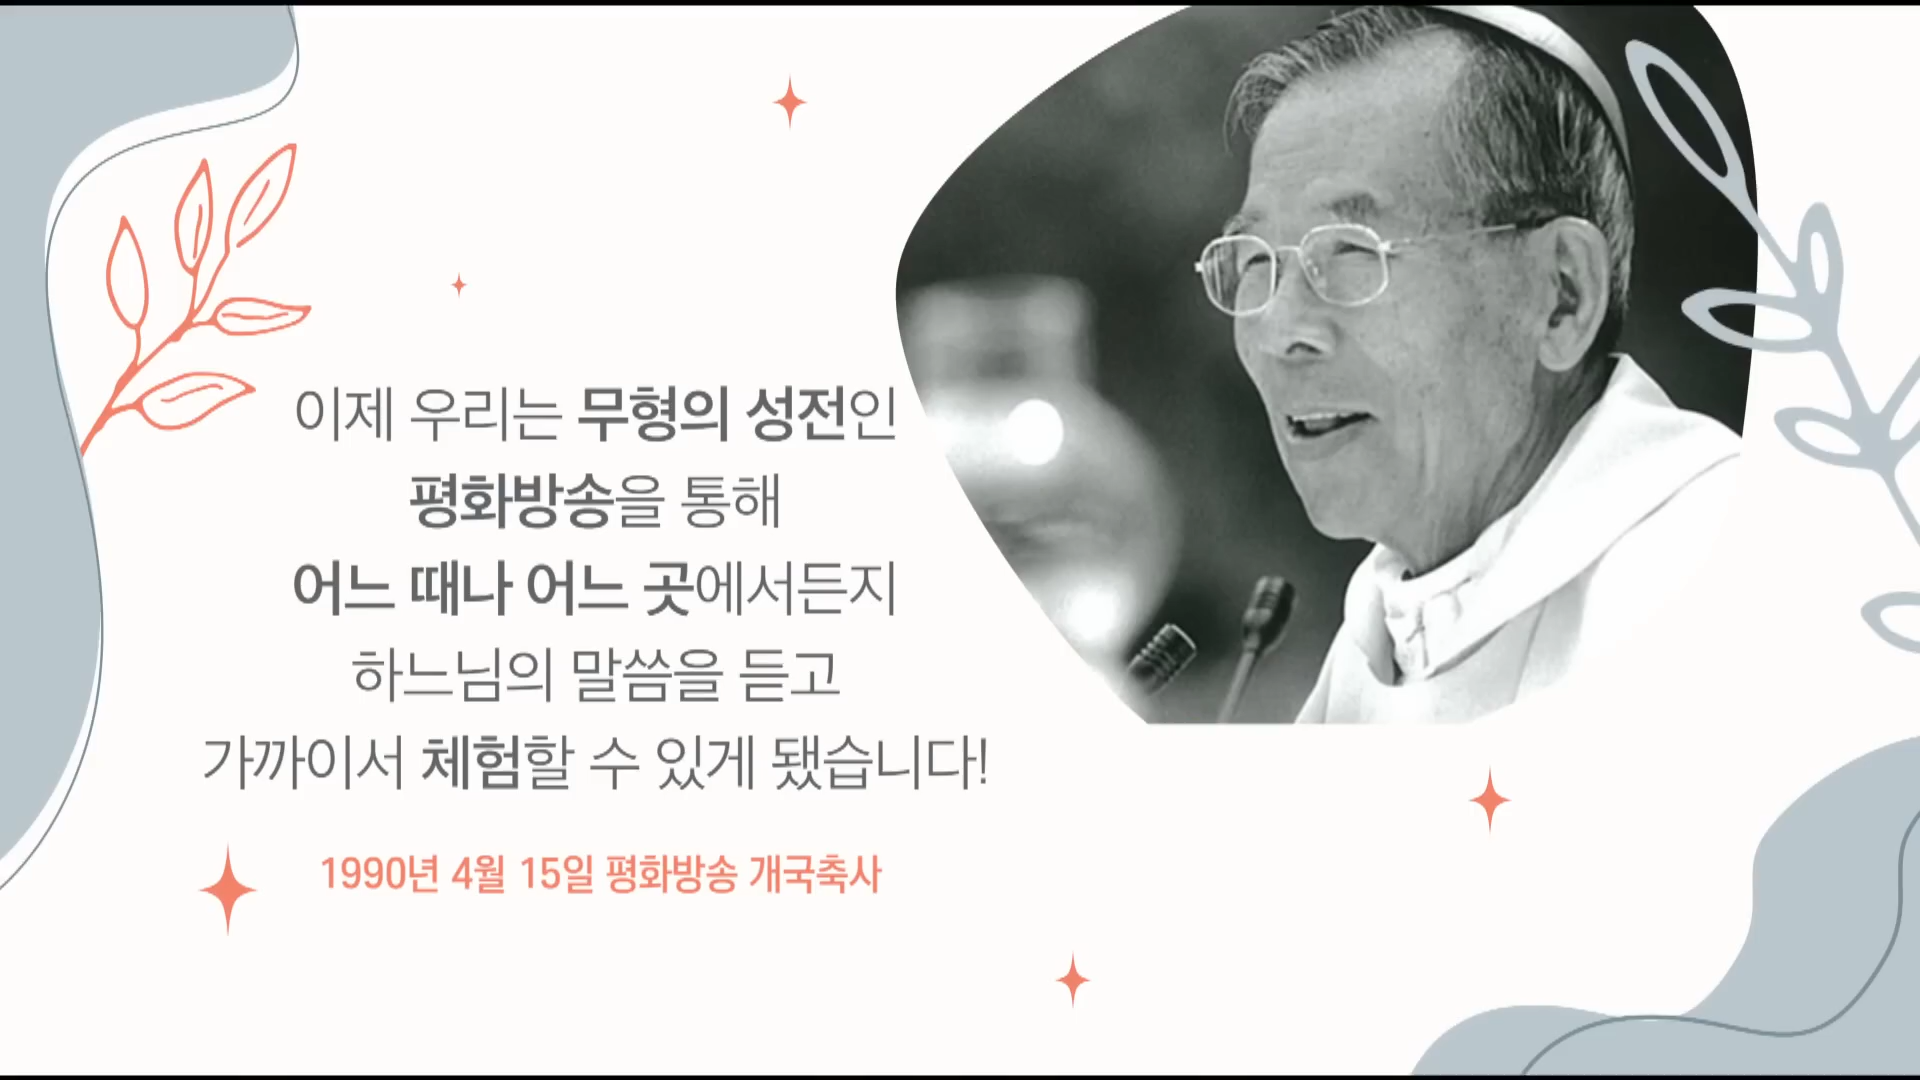 이제 우리는 무형의 성전인
평화방송을 통해
어느 때나 어느 곳에서든지
하느님의 말씀을 듣고
가까이서 체험할 수 있게 됐습니다!
1990년 4월 15일 평화방송 개국축사